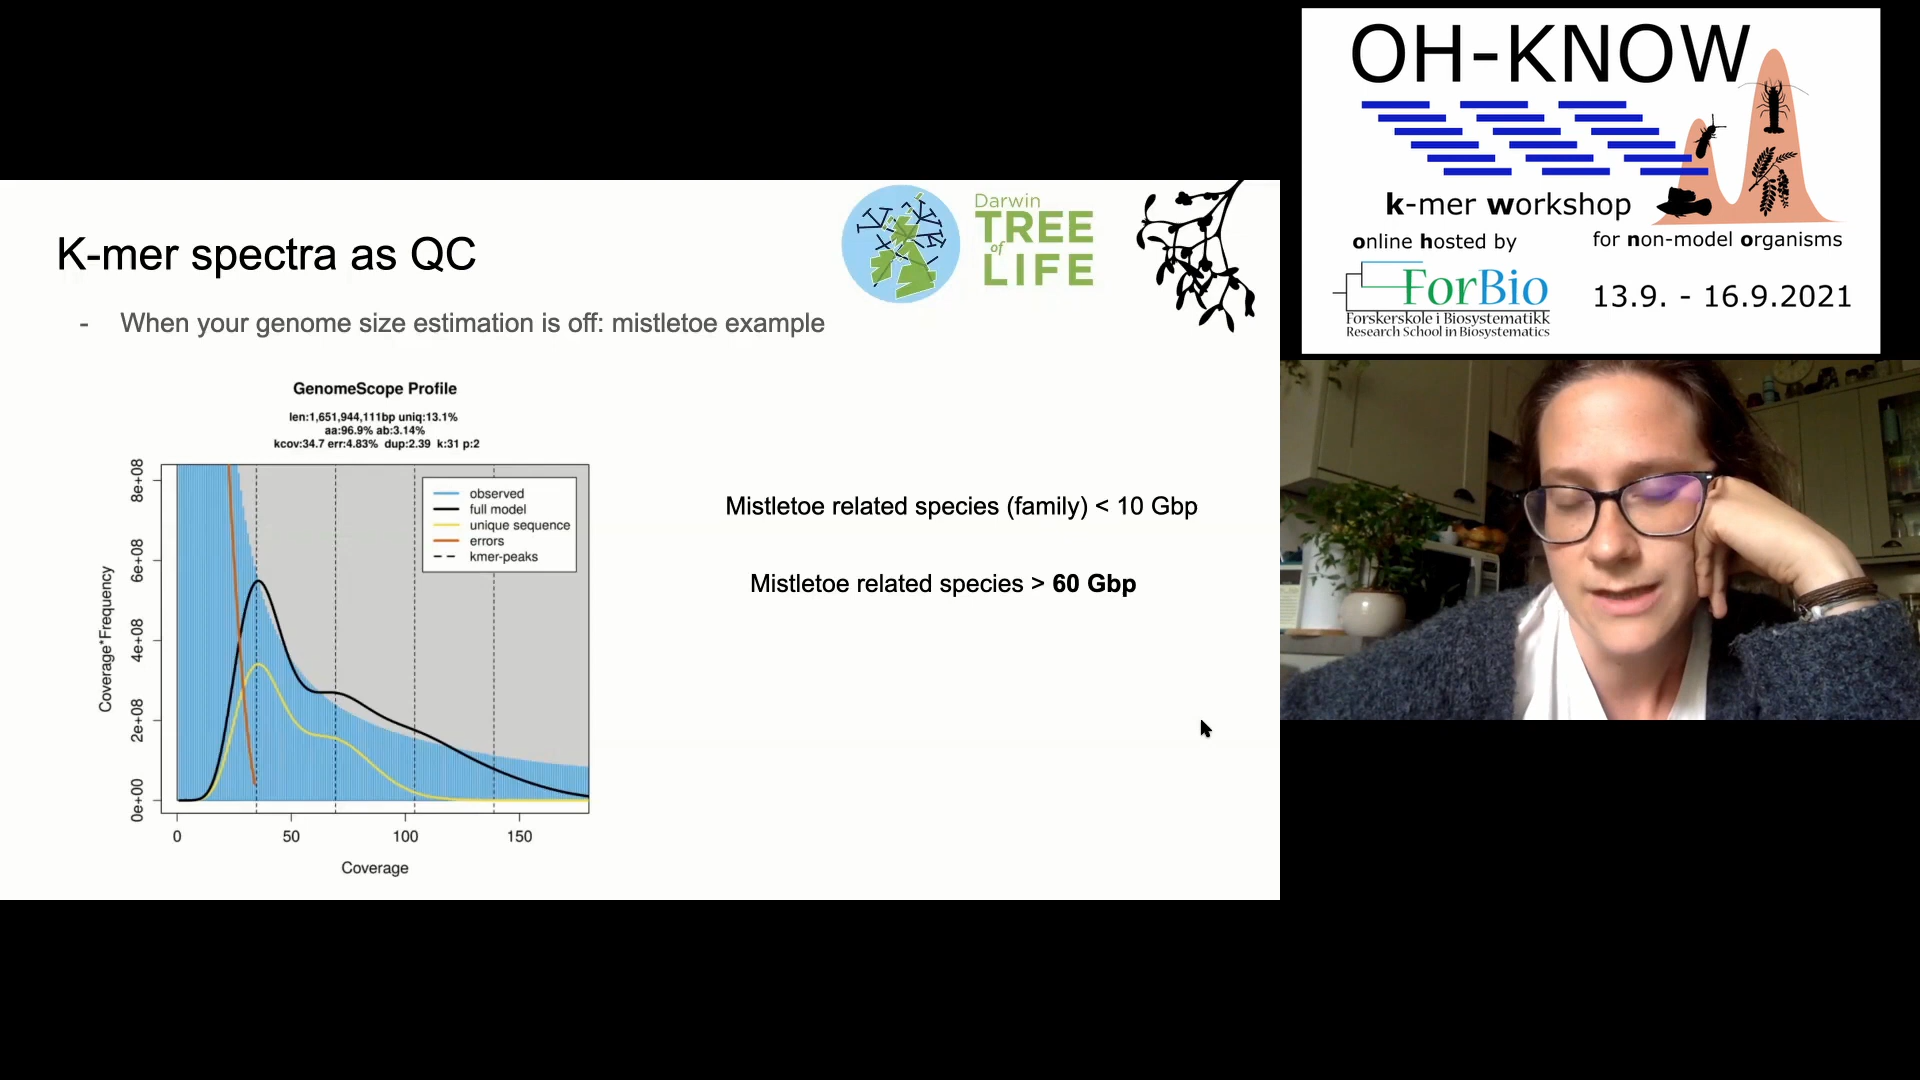 K-mer spectra as QC
- When your genome size estimation is off: mistletoe example
Darwin
TREE
of
LIFE
GenomeScope Profile
len:1,651,944,111bp uniq:13.1%
aa:96.9% ab:3.14%
kcov:34.7 err:4.83% dup:2.39 k:31 p:2
observed
full model
unique sequence
errors
kmer-peaks
Coverage*Frequency
8e+08
6e+08
4e+08
2e+08
0e+00
0 50 100 150
Coverage
Mistletoe related species (family) < 10 Gbp
Mistletoe related species > 60 Gbp
OH-KNOW
k-mer workshop
online hosted by
for non-model organisms
ForBio
Forskerskole i Biosystematikk
Research School in Biosystematics
13.9. - 16.9.2021